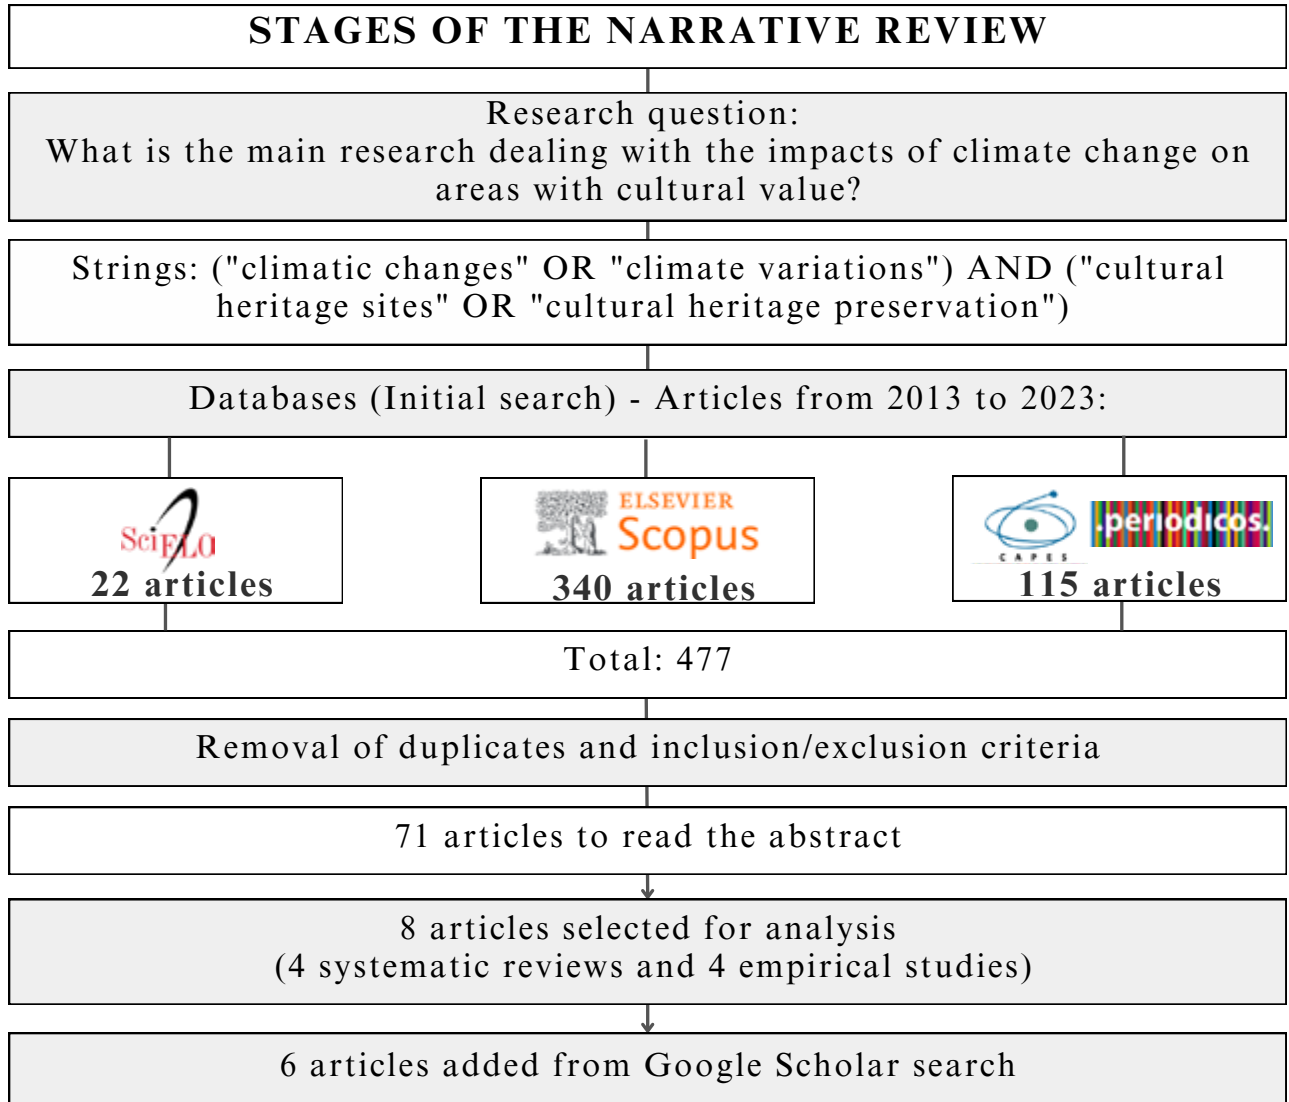 STAGES OF THE NARRATIVE REVIEW
Research question:
What is the main research dealing with the impacts of climate change on
areas with cultural value?
Strings: ("climatic changes" OR "climate variations") AND ("cultural
heritage sites" OR "cultural heritage preservation")
Databases (Initial search) - Articles from 2013 to 2023:
SciELO
22 articles
ELSEVIER
Scopus
340 articles
CAPES
.periodicos.
115 articles
Total: 477
Removal of duplicates and inclusion/exclusion criteria
71 articles to read the abstract
8 articles selected for analysis
(4 systematic reviews and 4 empirical studies)
6 articles added from Google Scholar search